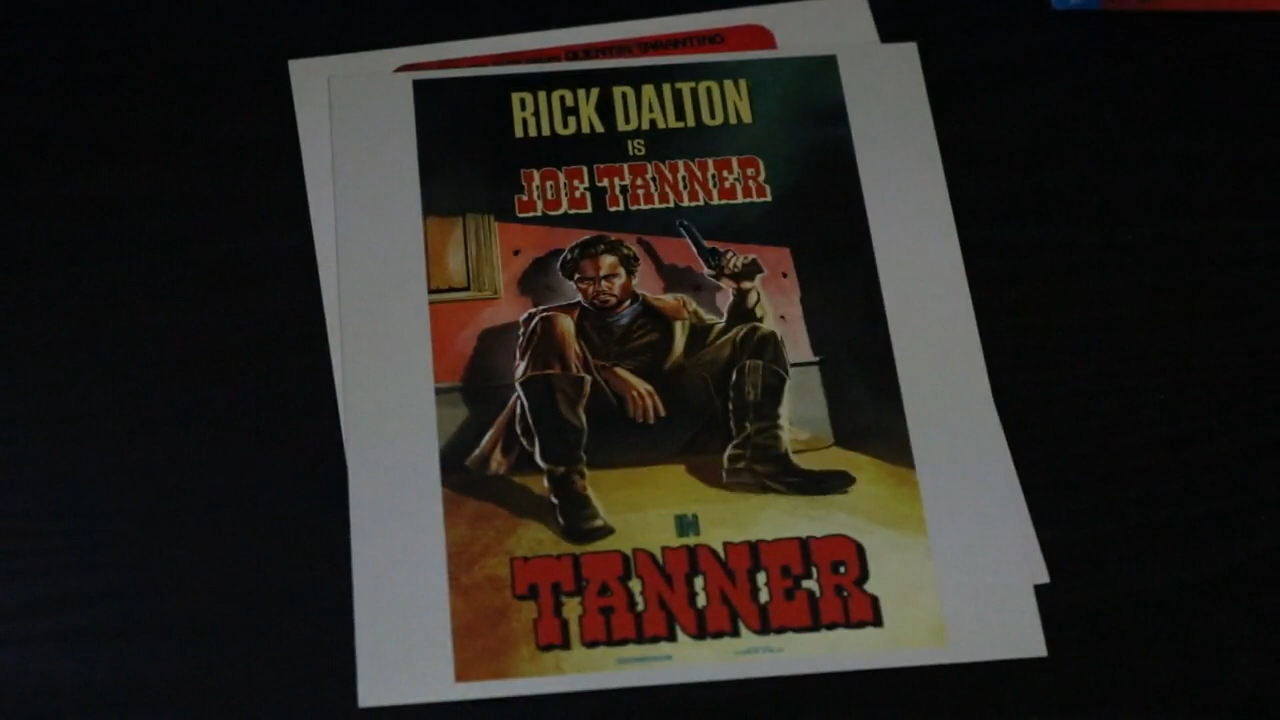 QUENTIN TARANTINO
RICK DALTON
IS
JOE TANNER
IN
TANNER